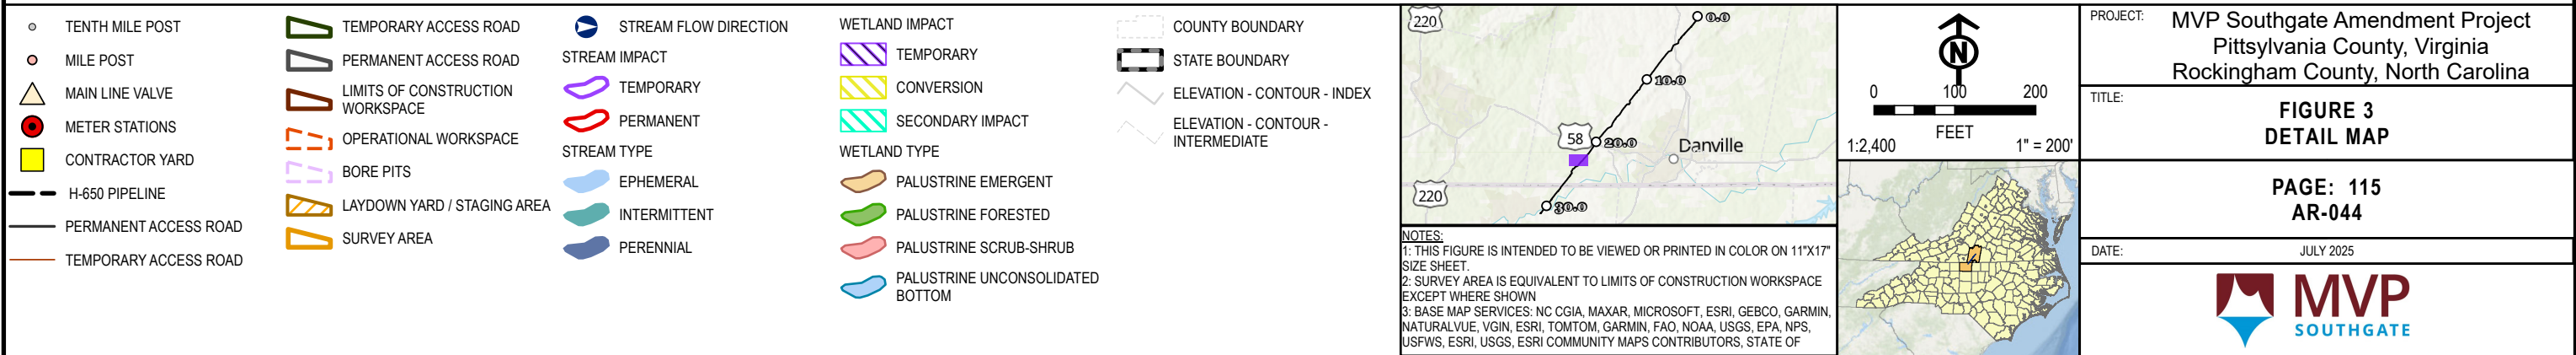 TENTH MILE POST
MILE POST
MAIN LINE VALVE
METER STATIONS
CONTRACTOR YARD
H-650 PIPELINE
PERMANENT ACCESS ROAD
TEMPORARY ACCESS ROAD
TEMPORARY ACCESS ROAD
PERMANENT ACCESS ROAD
LIMITS OF CONSTRUCTION
WORKSPACE
OPERATIONAL WORKSPACE
BORE PITS
LAYDOWN YARD / STAGING AREA
SURVEY AREA
STREAM FLOW DIRECTION
STREAM IMPACT
TEMPORARY
PERMANENT
STREAM TYPE
EPHEMERAL
INTERMITTENT
PERENNIAL
WETLAND IMPACT
TEMPORARY
CONVERSION
SECONDARY IMPACT
WETLAND TYPE
PALUSTRINE EMERGENT
PALUSTRINE FORESTED
PALUSTRINE SCRUB-SHRUB
PALUSTRINE UNCONSOLIDATED
BOTTOM
COUNTY BOUNDARY
STATE BOUNDARY
ELEVATION - CONTOUR - INDEX
ELEVATION - CONTOUR -
INTERMEDIATE
220
0.0
10.0
58
20.0
Danville
220
30.0
NOTES:
1: THIS FIGURE IS INTENDED TO BE VIEWED OR PRINTED IN COLOR ON 11"X17"
SIZE SHEET.
2: SURVEY AREA IS EQUIVALENT TO LIMITS OF CONSTRUCTION WORKSPACE
EXCEPT WHERE SHOWN
3: BASE MAP SERVICES: NC CGIA, MAXAR, MICROSOFT, ESRI, GEBCO, GARMIN,
NATURALVUE, VGIN, ESRI, TOMTOM, GARMIN, FAO, NOAA, USGS, EPA, NPS,
USFWS, ESRI, USGS, ESRI COMMUNITY MAPS CONTRIBUTORS, STATE OF
N
0 100 200
FEET
1:2,400 1" = 200'
PROJECT: MVP Southgate Amendment Project
Pittsylvania County, Virginia
Rockingham County, North Carolina
TITLE: FIGURE 3
DETAIL MAP
PAGE: 115
AR-044
DATE: JULY 2025
MVP
SOUTHGATE